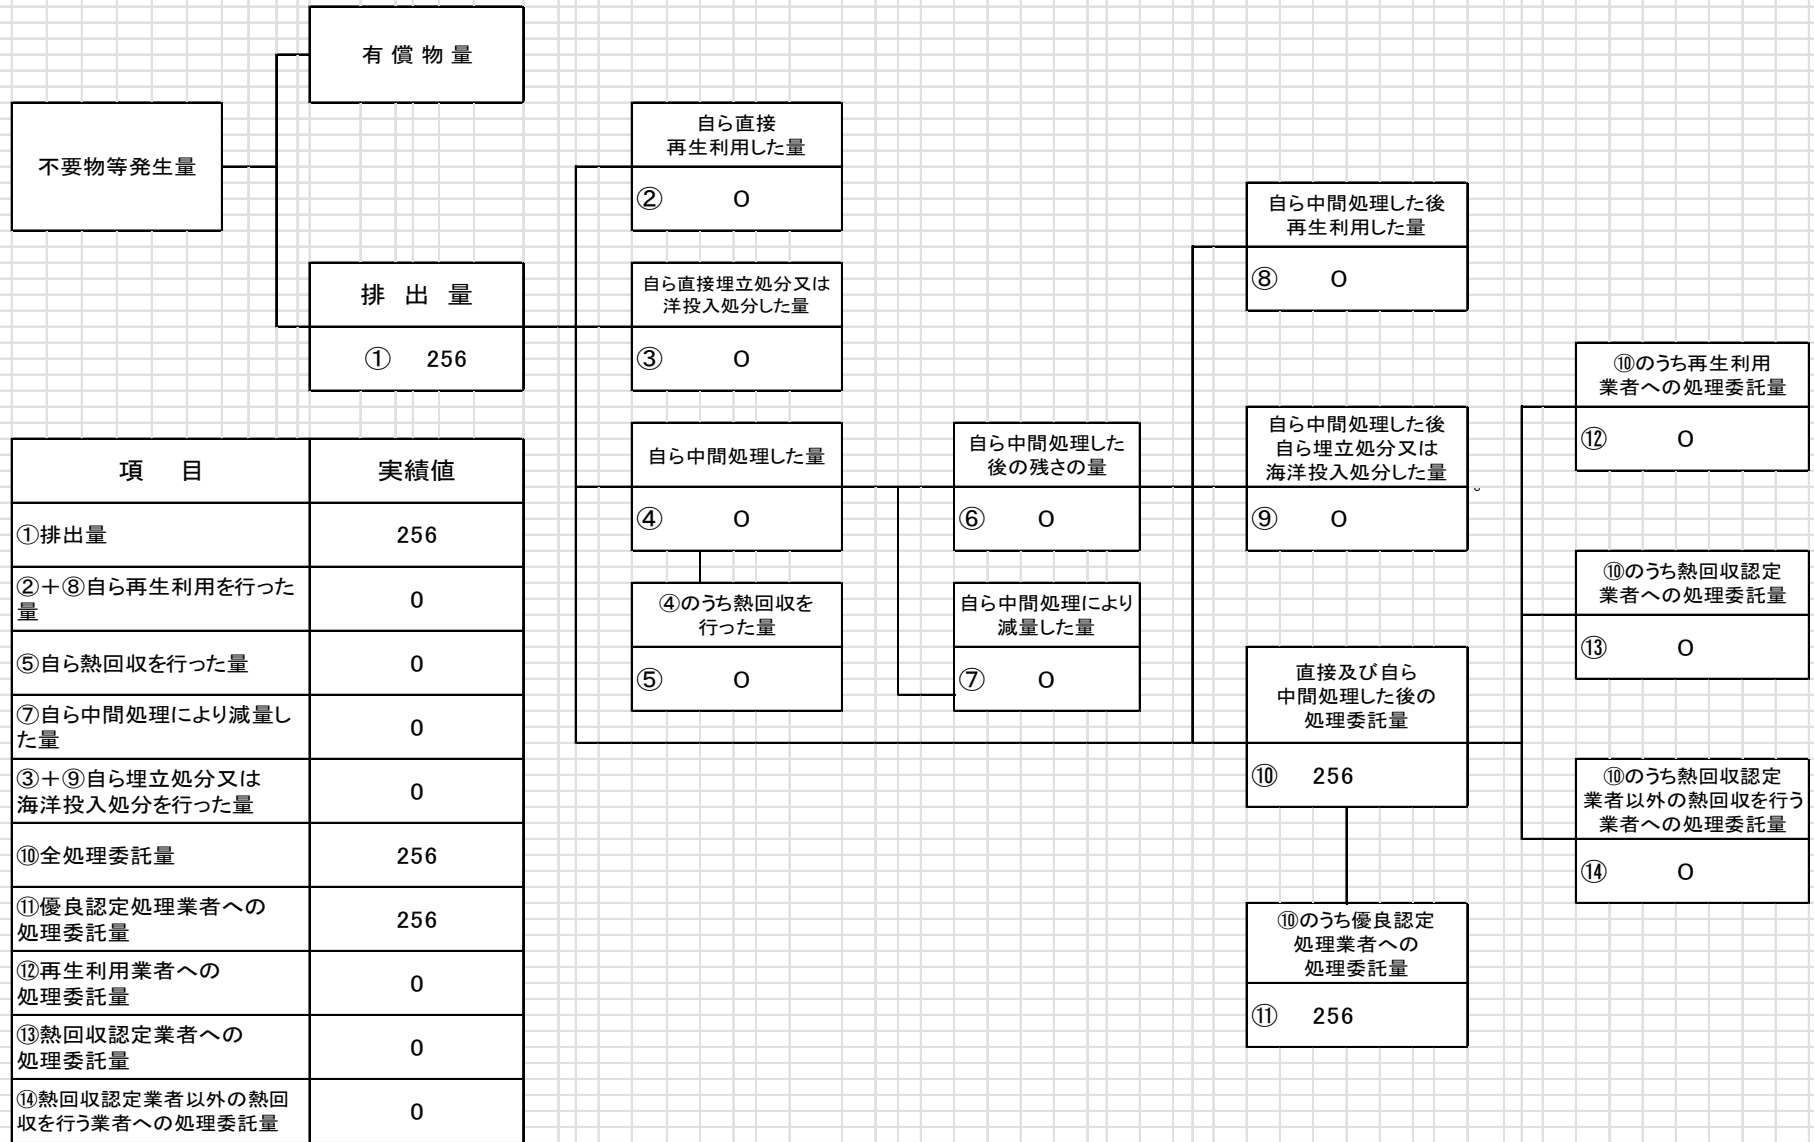 有償物量
不要物等発生量
排出量
① 256
自ら直接
再生利用した量
② 0
自ら直接埋立処分又は
洋投入処分した量
③ 0
自ら中間処理した量
④ 0
④のうち熱回収を
行った量
⑤ 0
自ら中間処理した
後の残さの量
⑥ 0
自ら中間処理により
減量した量
⑦ 0
自ら中間処理した後
再生利用した量
⑧ 0
自ら中間処理した後
自ら埋立処分又は
海洋投入処分した量
⑨ 0
直接及び自ら
中間処理した後の
処理委託量
⑩ 256
⑩のうち優良認定
処理業者への
処理委託量
⑪ 256
⑩のうち再生利用
業者への処理委託量
⑫ 0
⑩のうち熱回収認定
業者への処理委託量
⑬ 0
⑩のうち熱回収認定
業者以外の熱回収を行う
業者への処理委託量
⑭ 0
項目 実績値
①排出量 256
②+⑧自ら再生利用を行った
量 0
⑤自ら熱回収を行った量 0
⑦自ら中間処理により減量し
た量 0
③+⑨自ら埋立処分又は
海洋投入処分を行った量 0
⑩全処理委託量 256
⑪優良認定処理業者への
処理委託量 256
⑫再生利用業者への
処理委託量 0
⑬熱回収認定業者への
処理委託量 0
⑭熱回収認定業者以外の熱回
収を行う業者への処理委託量 0